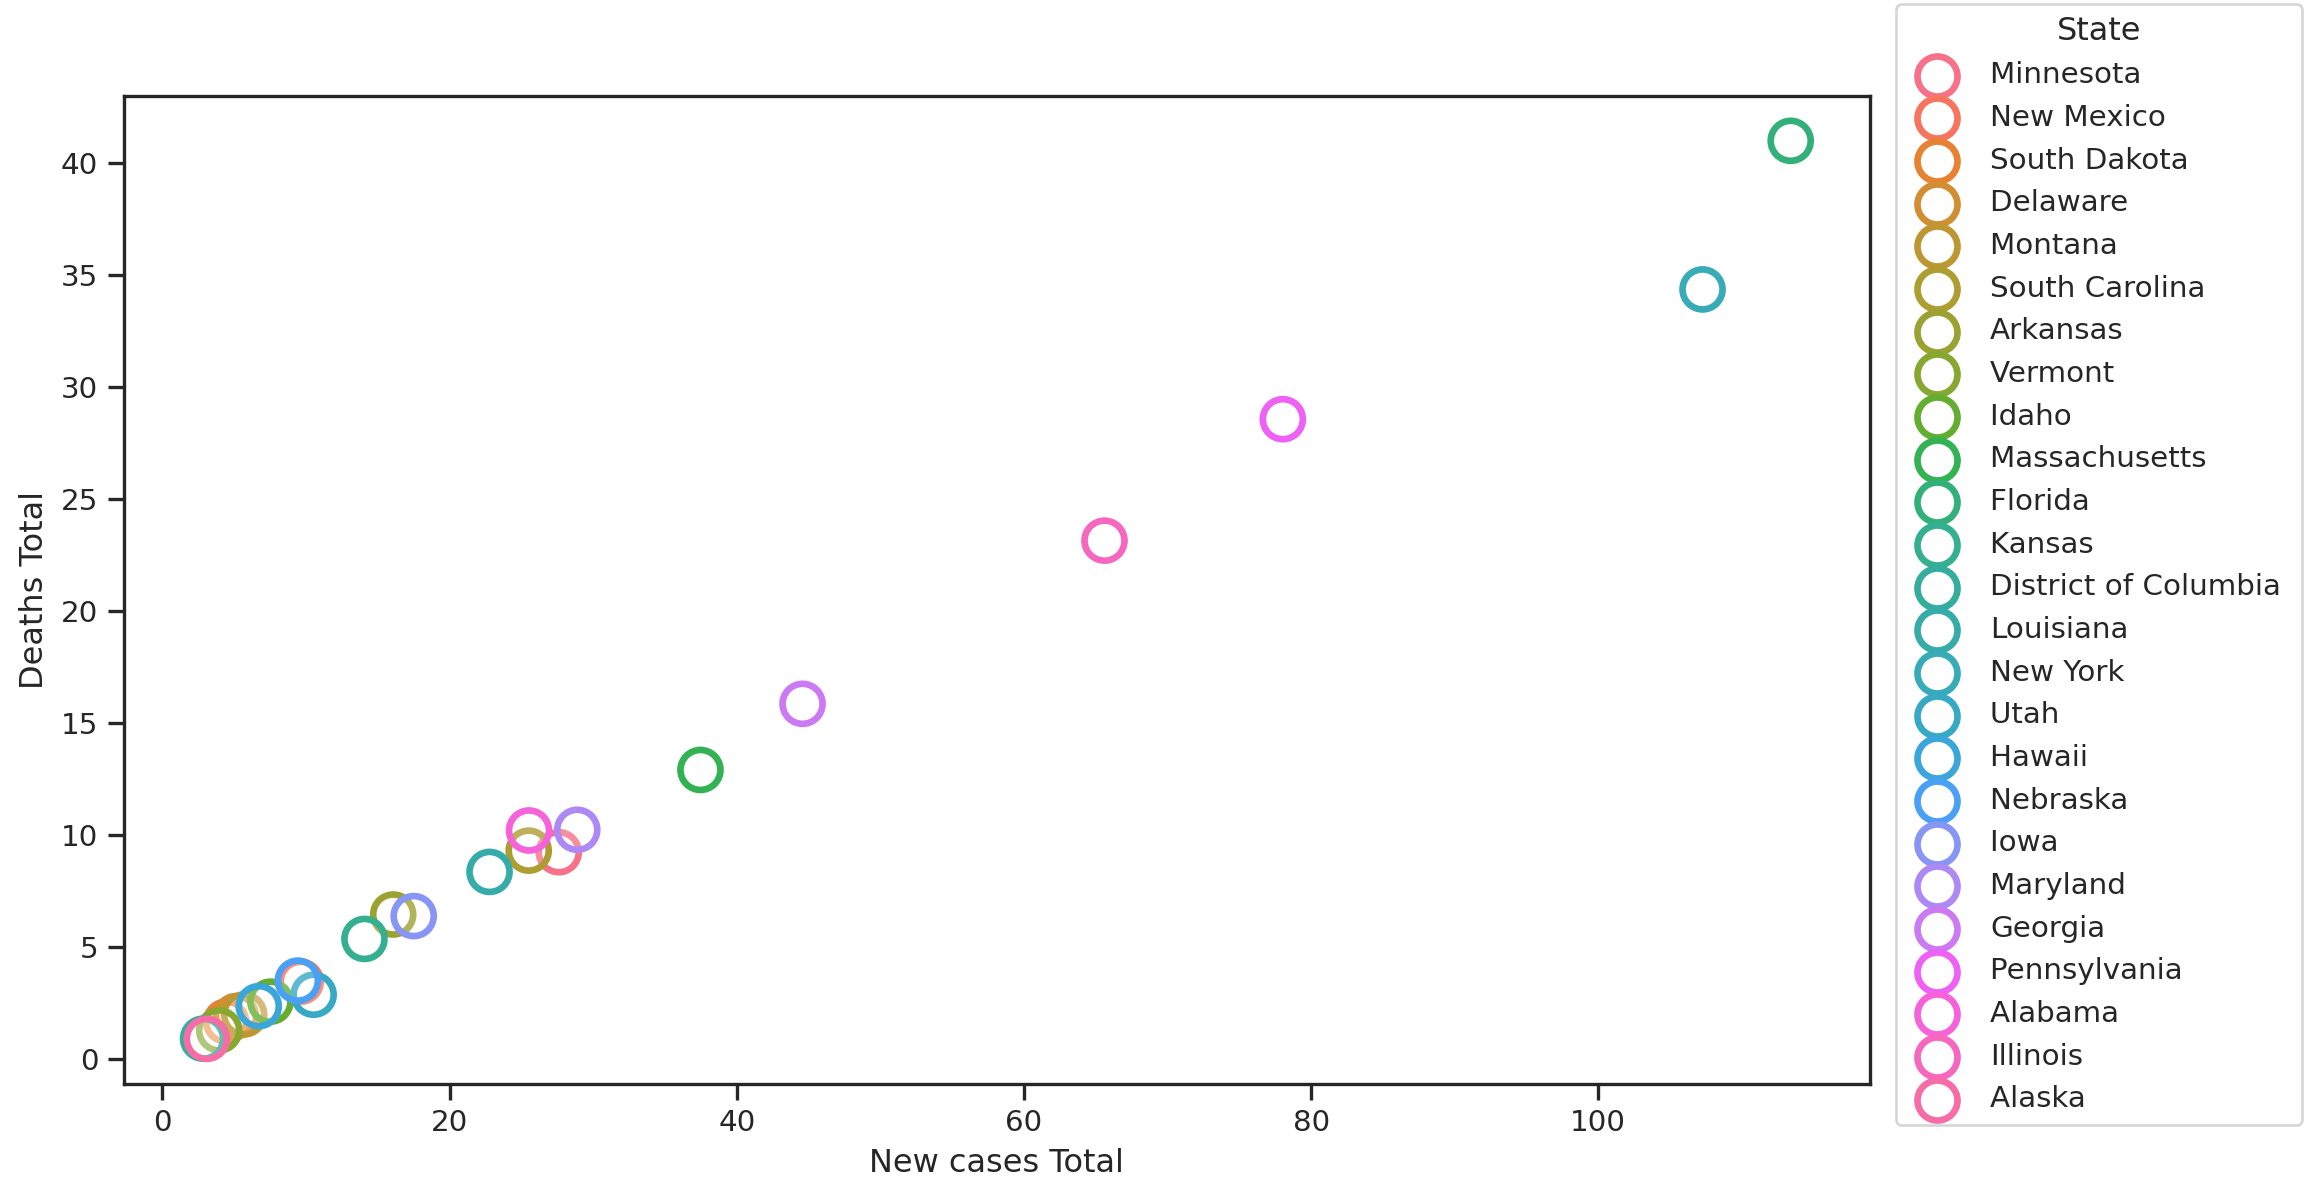 State
Minnesota
New Mexico
South Dakota
Delaware
Montana
South Carolina
Arkansas
Vermont
Idaho
Massachusetts
Florida
Kansas
District of Columbia
Louisiana
New York
Utah
Hawaii
Nebraska
Iowa
Maryland
Georgia
Pennsylvania
Alabama
Illinois
Alaska
Deaths Total
40
35
30
25
20
15
10
5
0
0 20 40 60 80 100
New cases Total